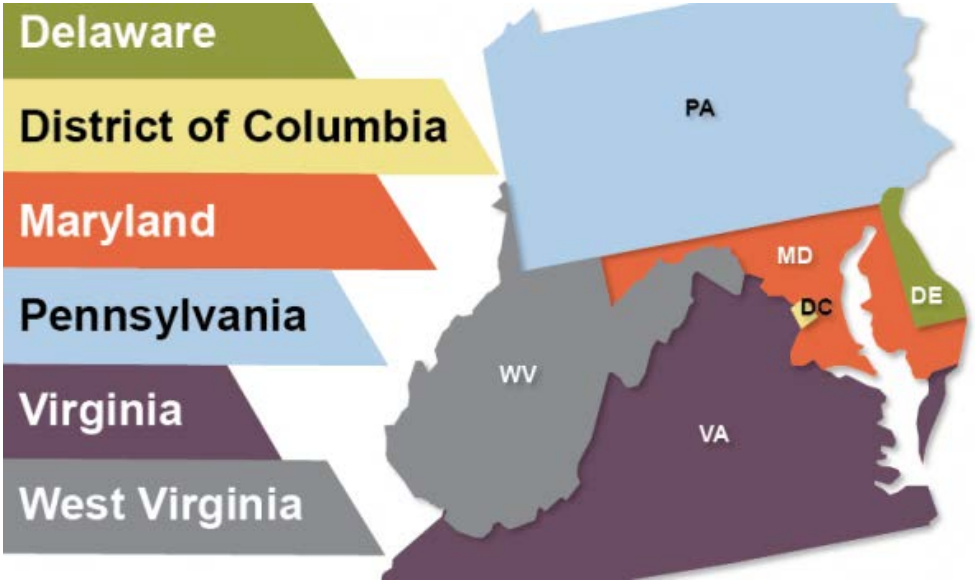 Delaware
District of Columbia
Maryland
Pennsylvania
Virginia
West Virginia
PA
MD
DC
DE
WV
VA